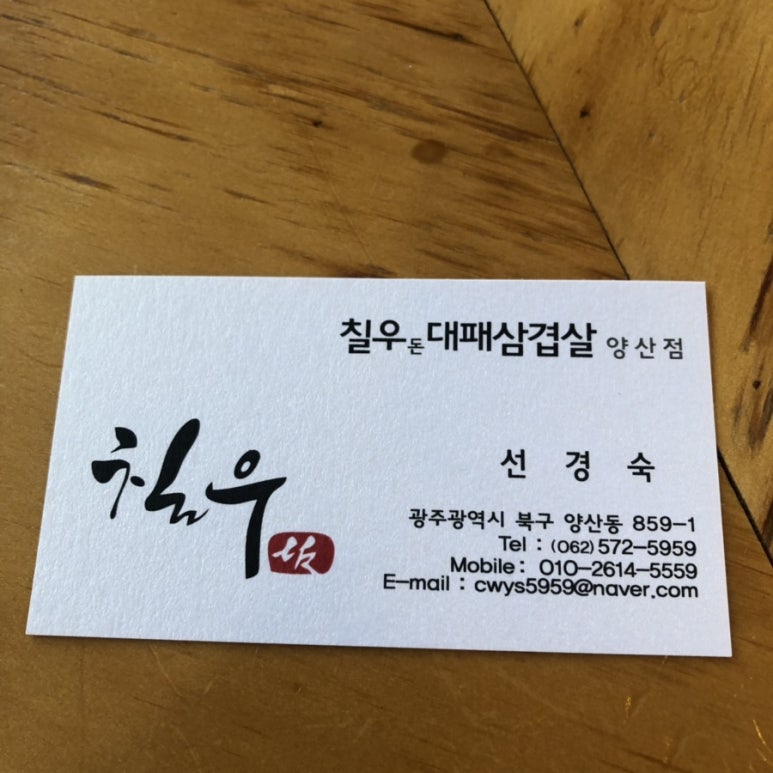 칠우돈대패삼겹살 양산점
칠우
선 경 숙
광주광역시 북구 양산동 859-1
Tel : (062) 572-5959
Mobile : 010-2614-5559
E-mail : cwys5959@naver.com